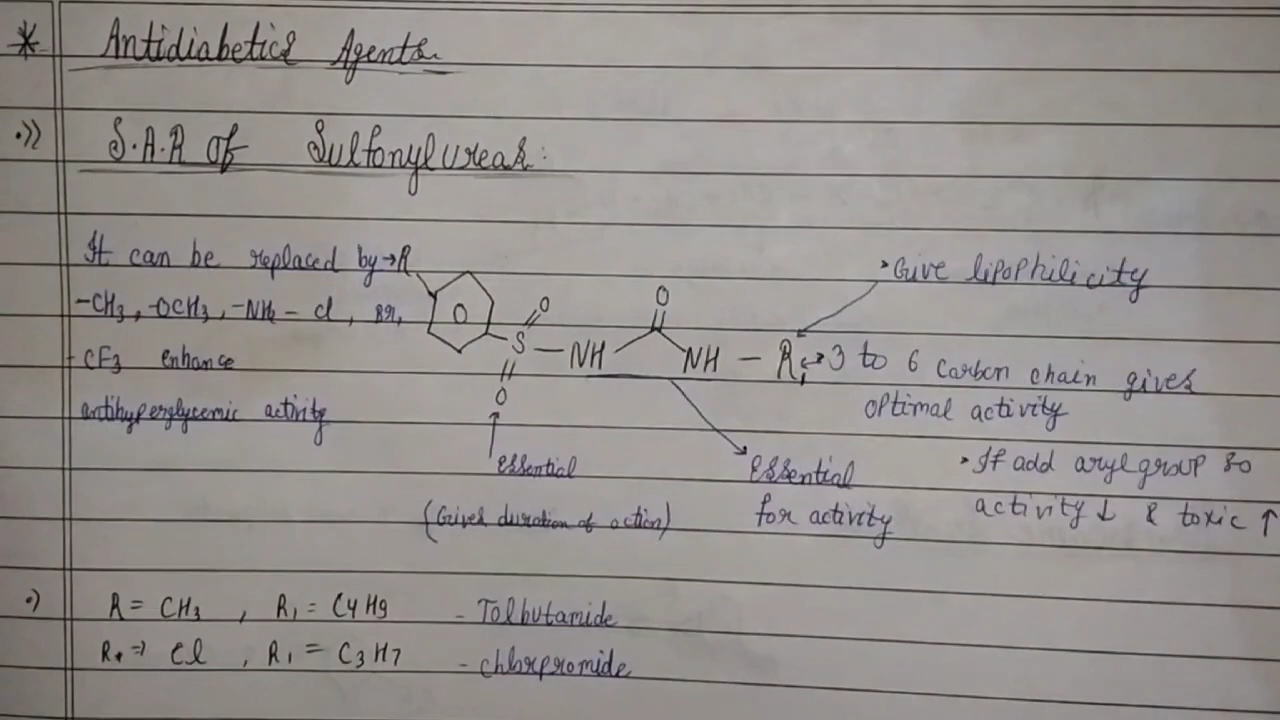 * Antidiabetics Agents.
•)) S.A.R of Sulfonylureas:
It can be replaced by→R
-CH3, -OCH3, -NH2 - Cl, Br,
- CF3 enhance
antihyperglycemic activity
O
S
O
NH
O
NH - R1
• Give lipophilicity
→ 3 to 6 Carbon chain gives
optimal activity
• If add aryl group so
activity ↓ & toxic ↑
Essential
(Gives duration of action)
Essential
for activity
•) R = CH3 , R1 = C4H9 - Tolbutamide
R ⇒ Cl , R1 = C3H7 - chlorpromide